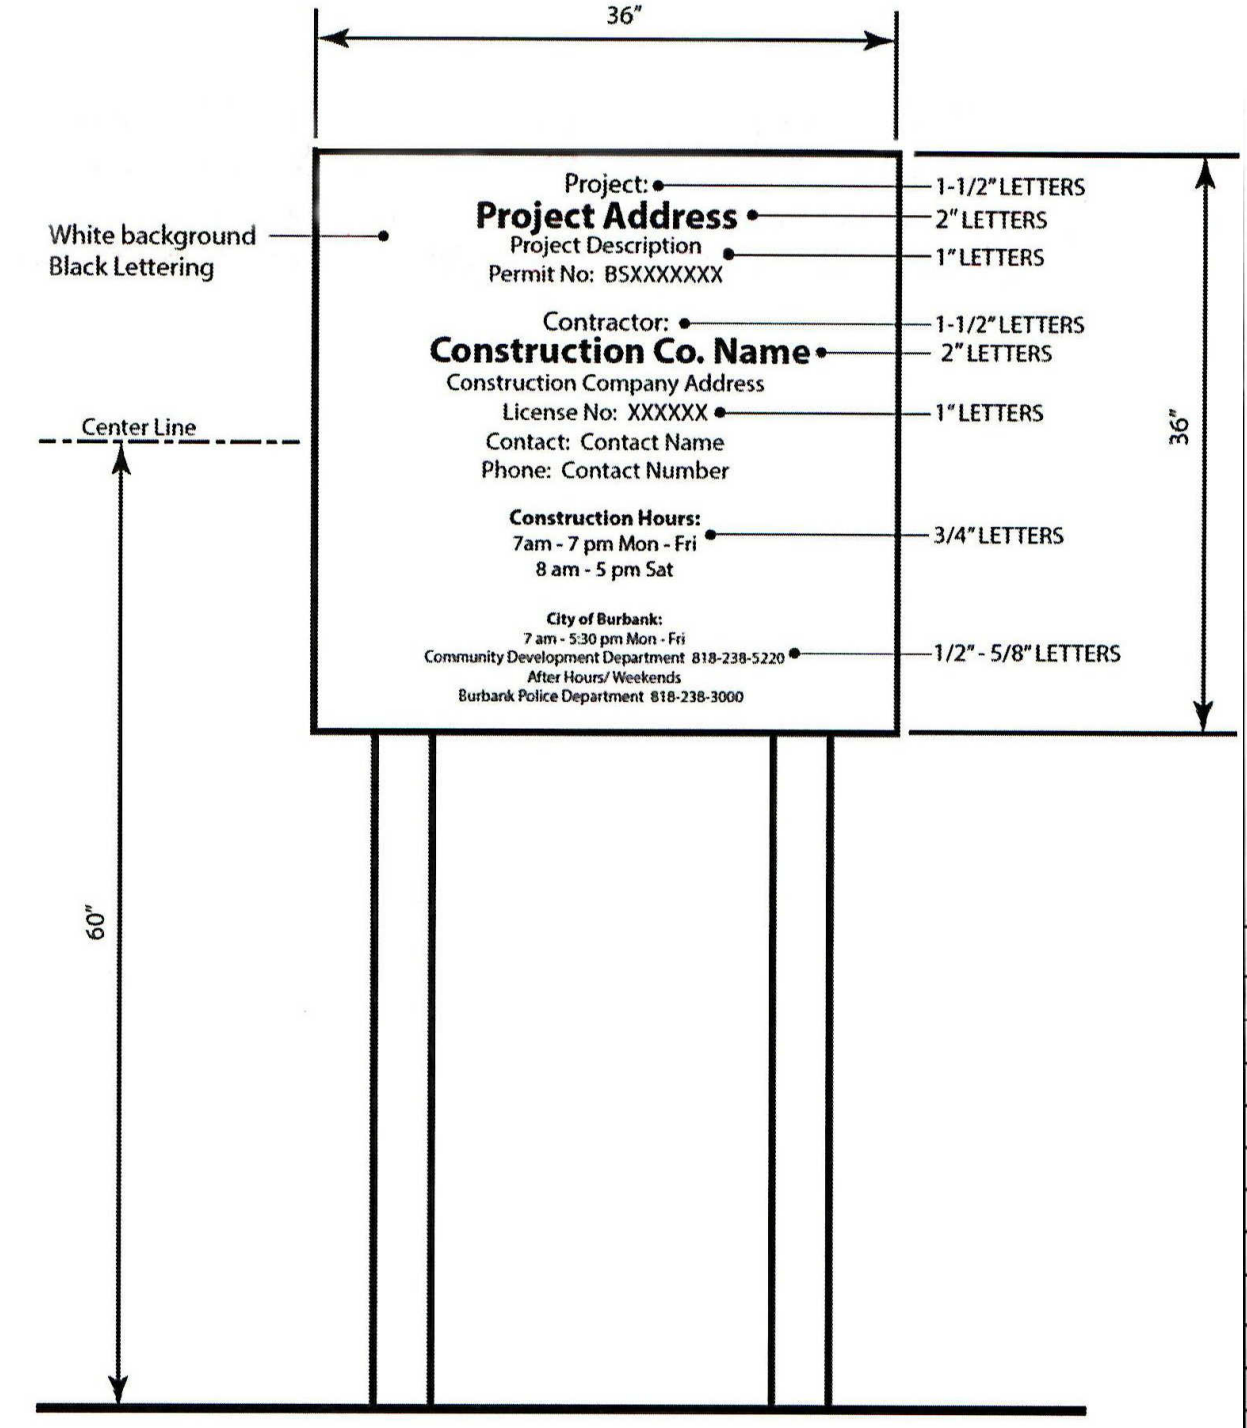 36"
Project:
1-1/2" LETTERS
Project Address
2" LETTERS
White background
Black Lettering
Project Description
1" LETTERS
Permit No: BSXXXXXXX
Contractor:
1-1/2" LETTERS
Construction Co. Name
2" LETTERS
Construction Company Address
License No: XXXXXX
1" LETTERS
Center Line
36"
Contact: Contact Name
Phone: Contact Number
Construction Hours:
7am - 7 pm Mon - Fri
3/4" LETTERS
8 am - 5 pm Sat
City of Burbank:
7 am - 5:30 pm Mon - Fri
Community Development Department 818-238-5220
1/2" - 5/8" LETTERS
After Hours/ Weekends
Burbank Police Department 818-238-3000
60"